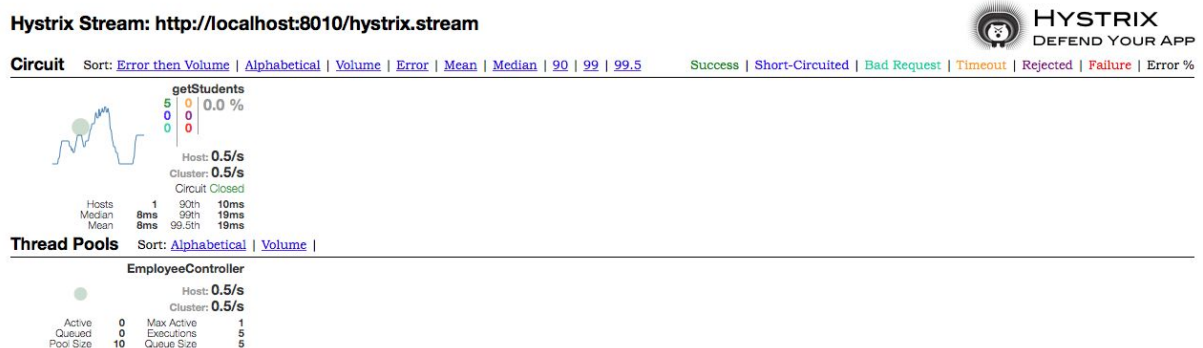 Hystrix Stream: http://localhost:8010/hystrix.stream
HYSTRIX
DEFEND YOUR APP
Circuit Sort: Error then Volume | Alphabetical | Volume | Error | Mean | Median | 90 | 99 | 99.5
Success | Short-Circuited | Bad Request | Timeout | Rejected | Failure | Error %
getStudents
5 0 0.0 %
0 0
0 0
Host: 0.5/s
Cluster: 0.5/s
Circuit Closed
Hosts 1 90th 10ms
Median 8ms 99th 19ms
Mean 8ms 99.5th 19ms
Thread Pools Sort: Alphabetical | Volume |
EmployeeController
Host: 0.5/s
Cluster: 0.5/s
Active 0 Max Active 1
Queued 0 Executions 5
Pool Size 10 Queue Size 5